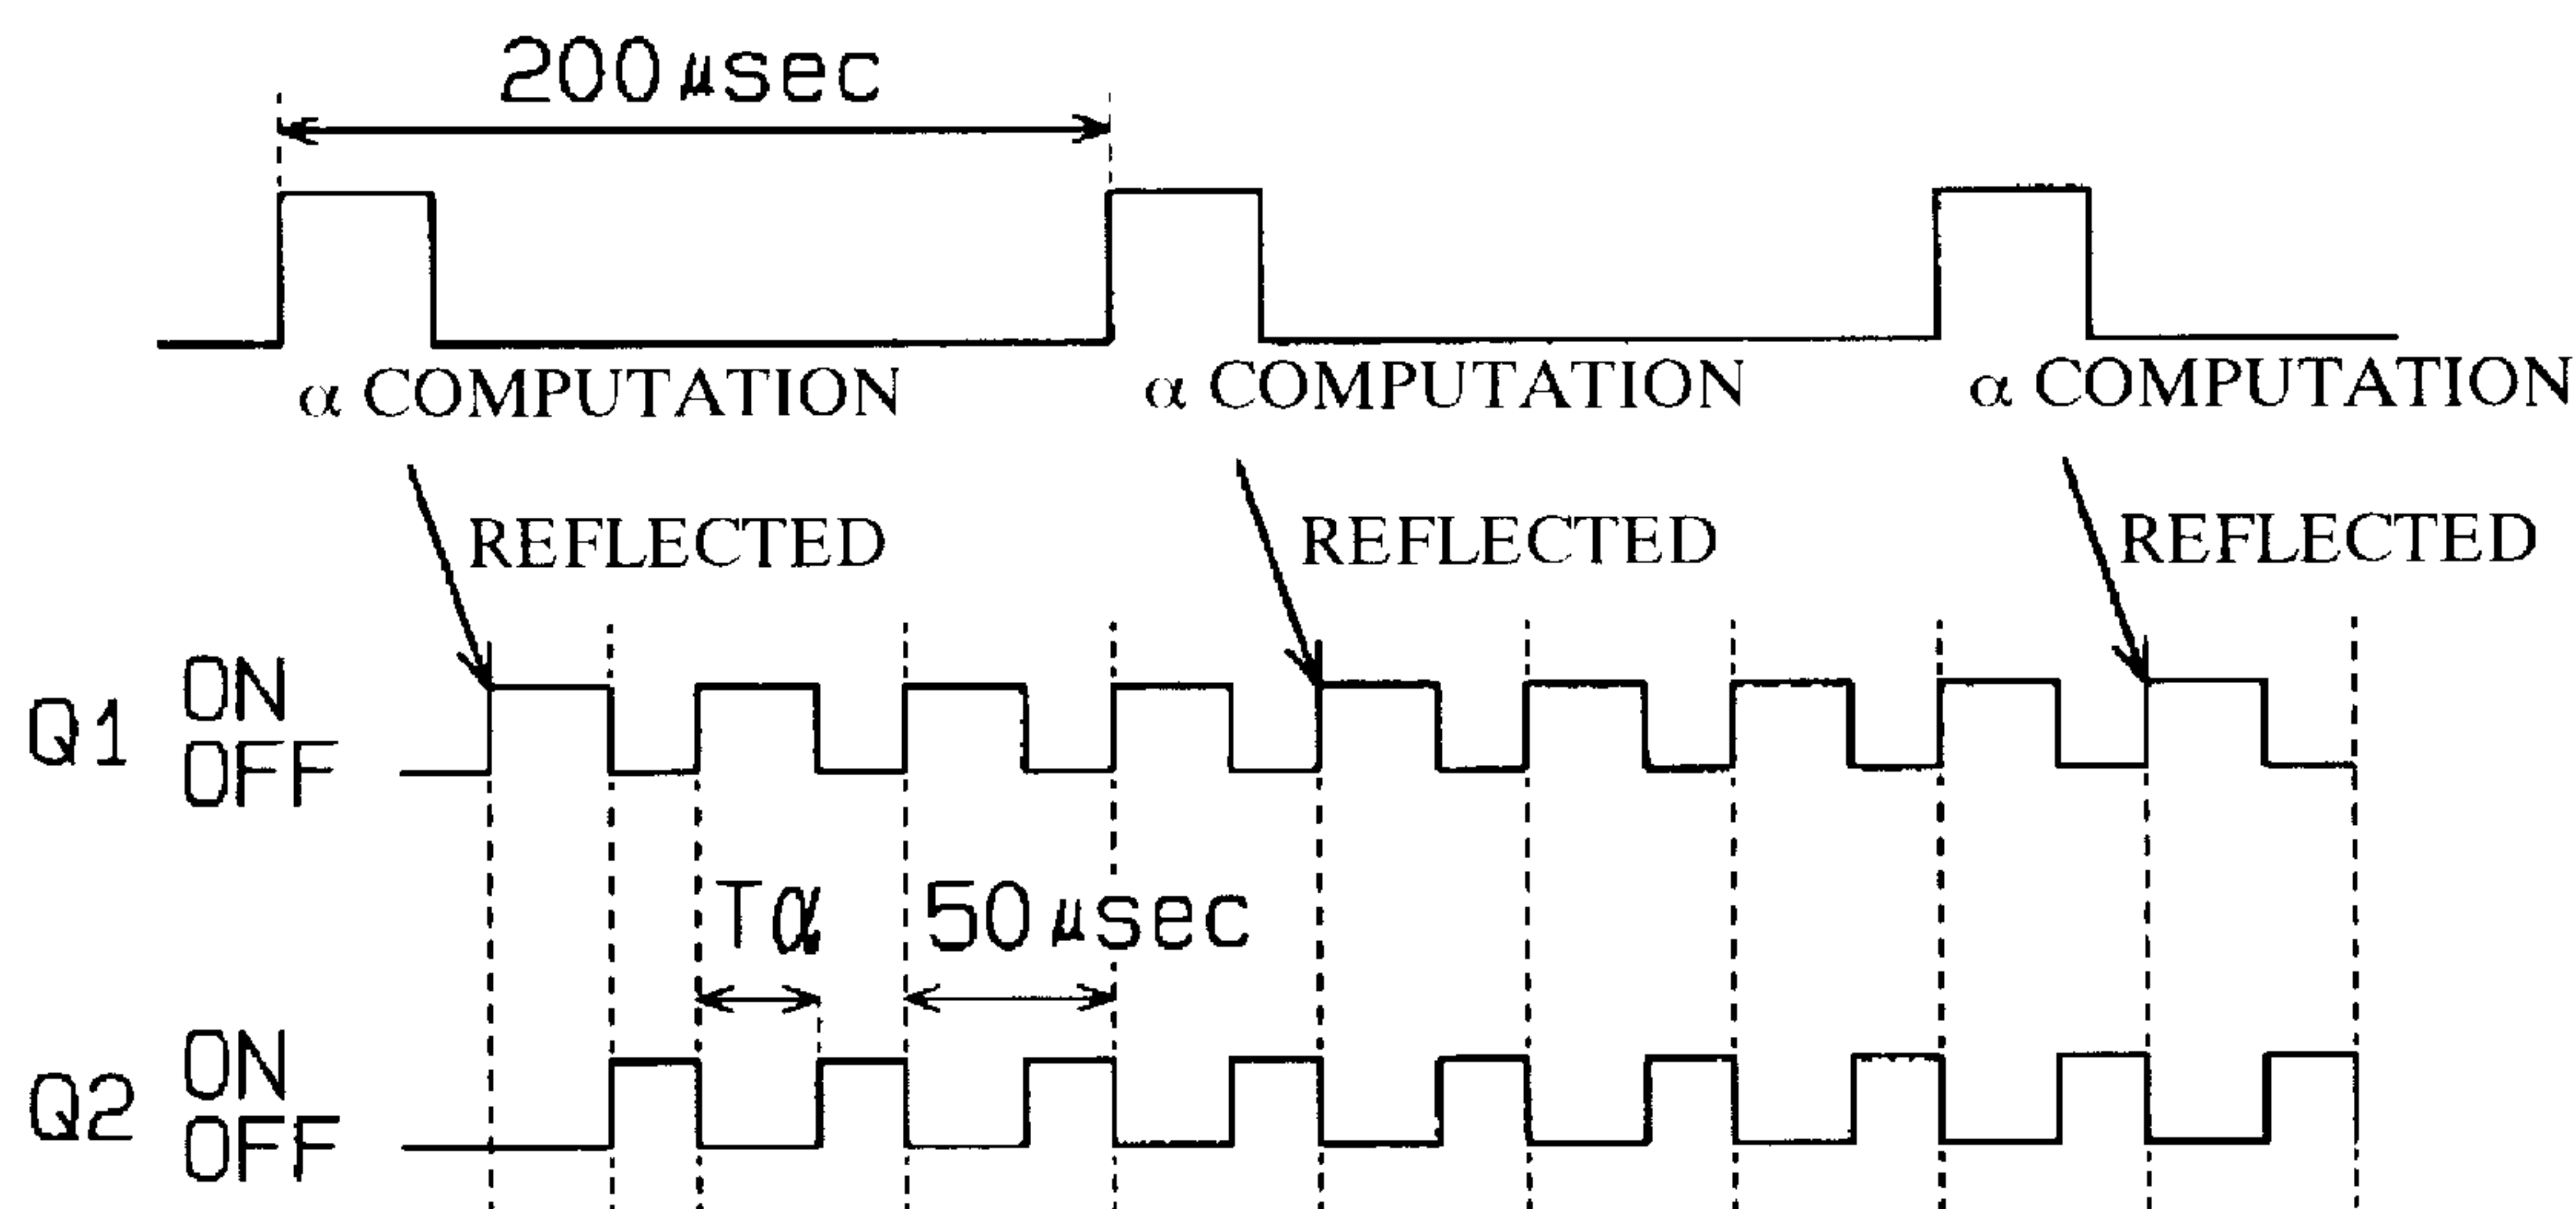 200μsec
α COMPUTATION
α COMPUTATION
α COMPUTATION
REFLECTED
REFLECTED
REFLECTED
Q1
ON
OFF
Tα
50μsec
Q2
ON
OFF